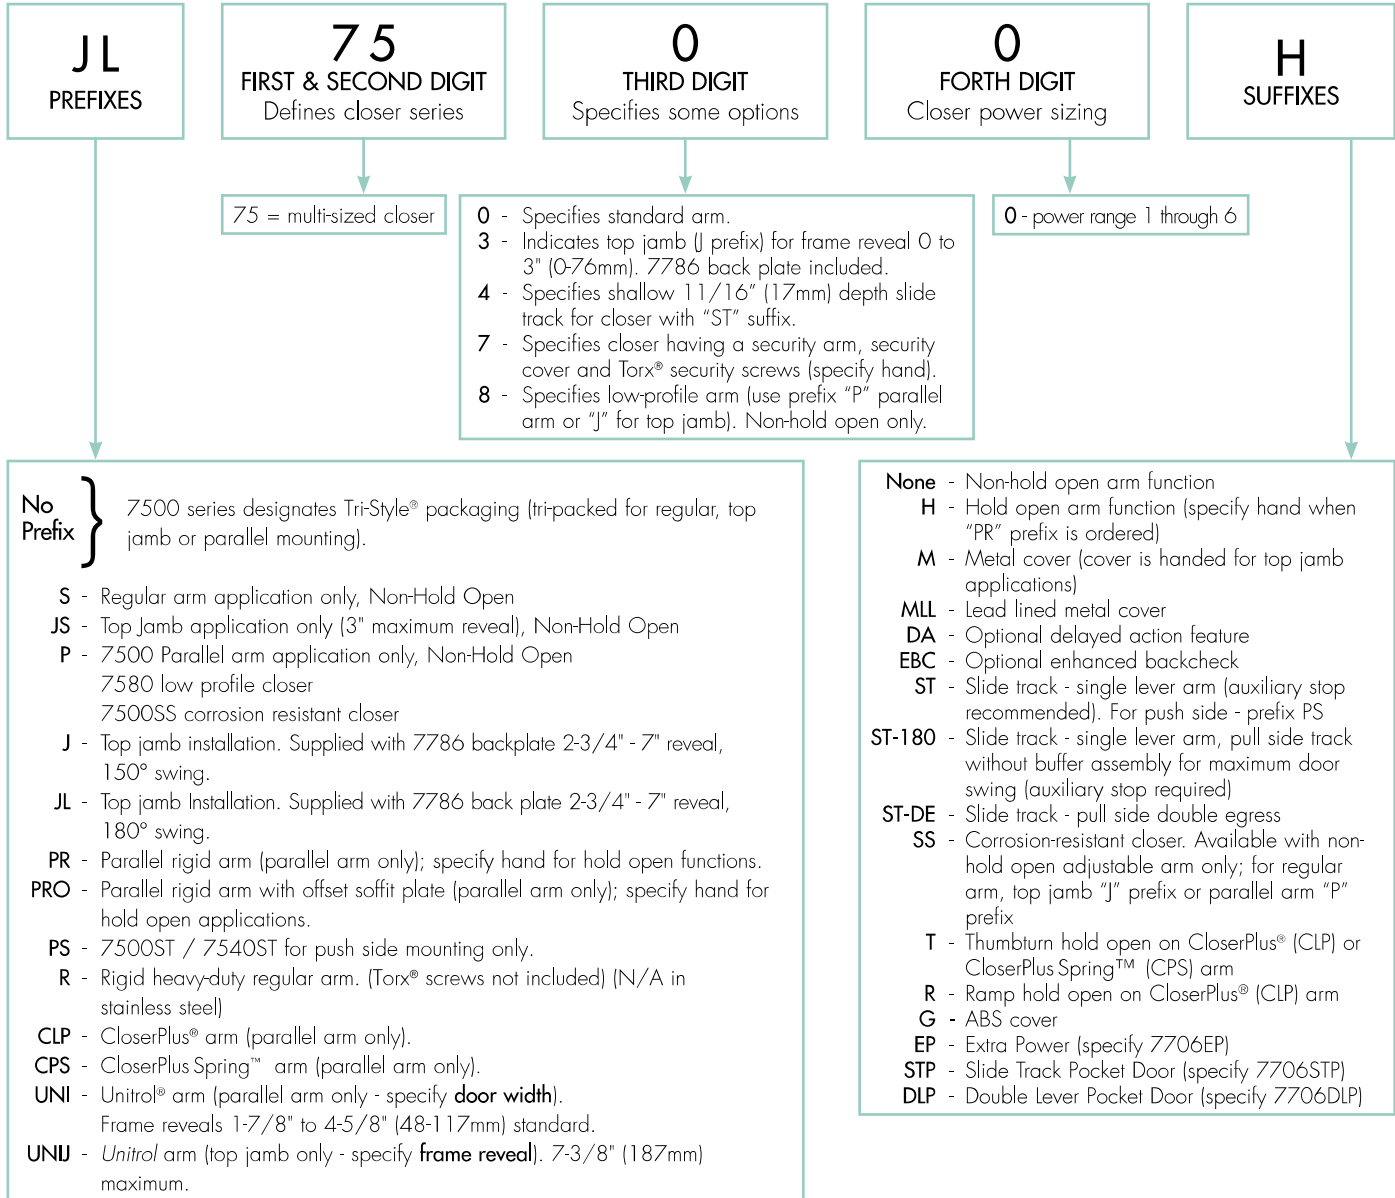 JL
PREFIXES
75
FIRST & SECOND DIGIT
Defines closer series
0
THIRD DIGIT
Specifies some options
0
FORTH DIGIT
Closer power sizing
H
SUFFIXES
75 = multi-sized closer
0 - Specifies standard arm.
3 - Indicates top jamb (J prefix) for frame reveal 0 to
3" (0-76mm). 7786 back plate included.
4 - Specifies shallow 11/16" (17mm) depth slide
track for closer with "ST" suffix.
7 - Specifies closer having a security arm, security
cover and Torx® security screws (specify hand).
8 - Specifies low-profile arm (use prefix "P" parallel
arm or "J" for top jamb). Non-hold open only.
0 - power range 1 through 6
No
Prefix
7500 series designates Tri-Style® packaging (tri-packed for regular, top
jamb or parallel mounting).
S - Regular arm application only, Non-Hold Open
JS - Top Jamb application only (3" maximum reveal), Non-Hold Open
P - 7500 Parallel arm application only, Non-Hold Open
7580 low profile closer
7500SS corrosion resistant closer
J - Top jamb installation. Supplied with 7786 backplate 2-3/4" - 7" reveal,
150° swing.
JL - Top jamb Installation. Supplied with 7786 back plate 2-3/4" - 7" reveal,
180° swing.
PR - Parallel rigid arm (parallel arm only); specify hand for hold open functions.
PRO - Parallel rigid arm with offset soffit plate (parallel arm only); specify hand for
hold open applications.
PS - 7500ST / 7540ST for push side mounting only.
R - Rigid heavy-duty regular arm. (Torx® screws not included) (N/A in
stainless steel)
CLP - CloserPlus® arm (parallel arm only).
CPS - CloserPlus Spring™ arm (parallel arm only).
UNI - Unitrol® arm (parallel arm only - specify door width).
Frame reveals 1-7/8" to 4-5/8" (48-117mm) standard.
UNIJ - Unitrol arm (top jamb only - specify frame reveal). 7-3/8" (187mm)
maximum.
None - Non-hold open arm function
H - Hold open arm function (specify hand when
"PR" prefix is ordered)
M - Metal cover (cover is handed for top jamb
applications)
MLL - Lead lined metal cover
DA - Optional delayed action feature
EBC - Optional enhanced backcheck
ST - Slide track - single lever arm (auxiliary stop
recommended). For push side - prefix PS
ST-180 - Slide track - single lever arm, pull side track
without buffer assembly for maximum door
swing (auxiliary stop required)
ST-DE - Slide track - pull side double egress
SS - Corrosion-resistant closer. Available with non-
hold open adjustable arm only; for regular
arm, top jamb "J" prefix or parallel arm "P"
prefix
T - Thumbturn hold open on CloserPlus® (CLP) or
CloserPlus Spring™ (CPS) arm
R - Ramp hold open on CloserPlus® (CLP) arm
G - ABS cover
EP - Extra Power (specify 7706EP)
STP - Slide Track Pocket Door (specify 7706STP)
DLP - Double Lever Pocket Door (specify 7706DLP)